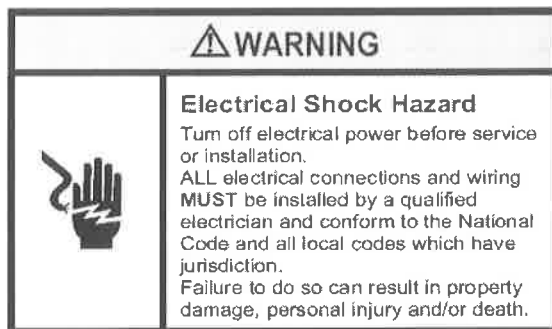 ⚠WARNING
Electrical Shock Hazard
Turn off electrical power before service
or installation.
ALL electrical connections and wiring
MUST be installed by a qualified
electrician and conform to the National
Code and all local codes which have
jurisdiction.
Failure to do so can result in property
damage, personal injury and/or death.